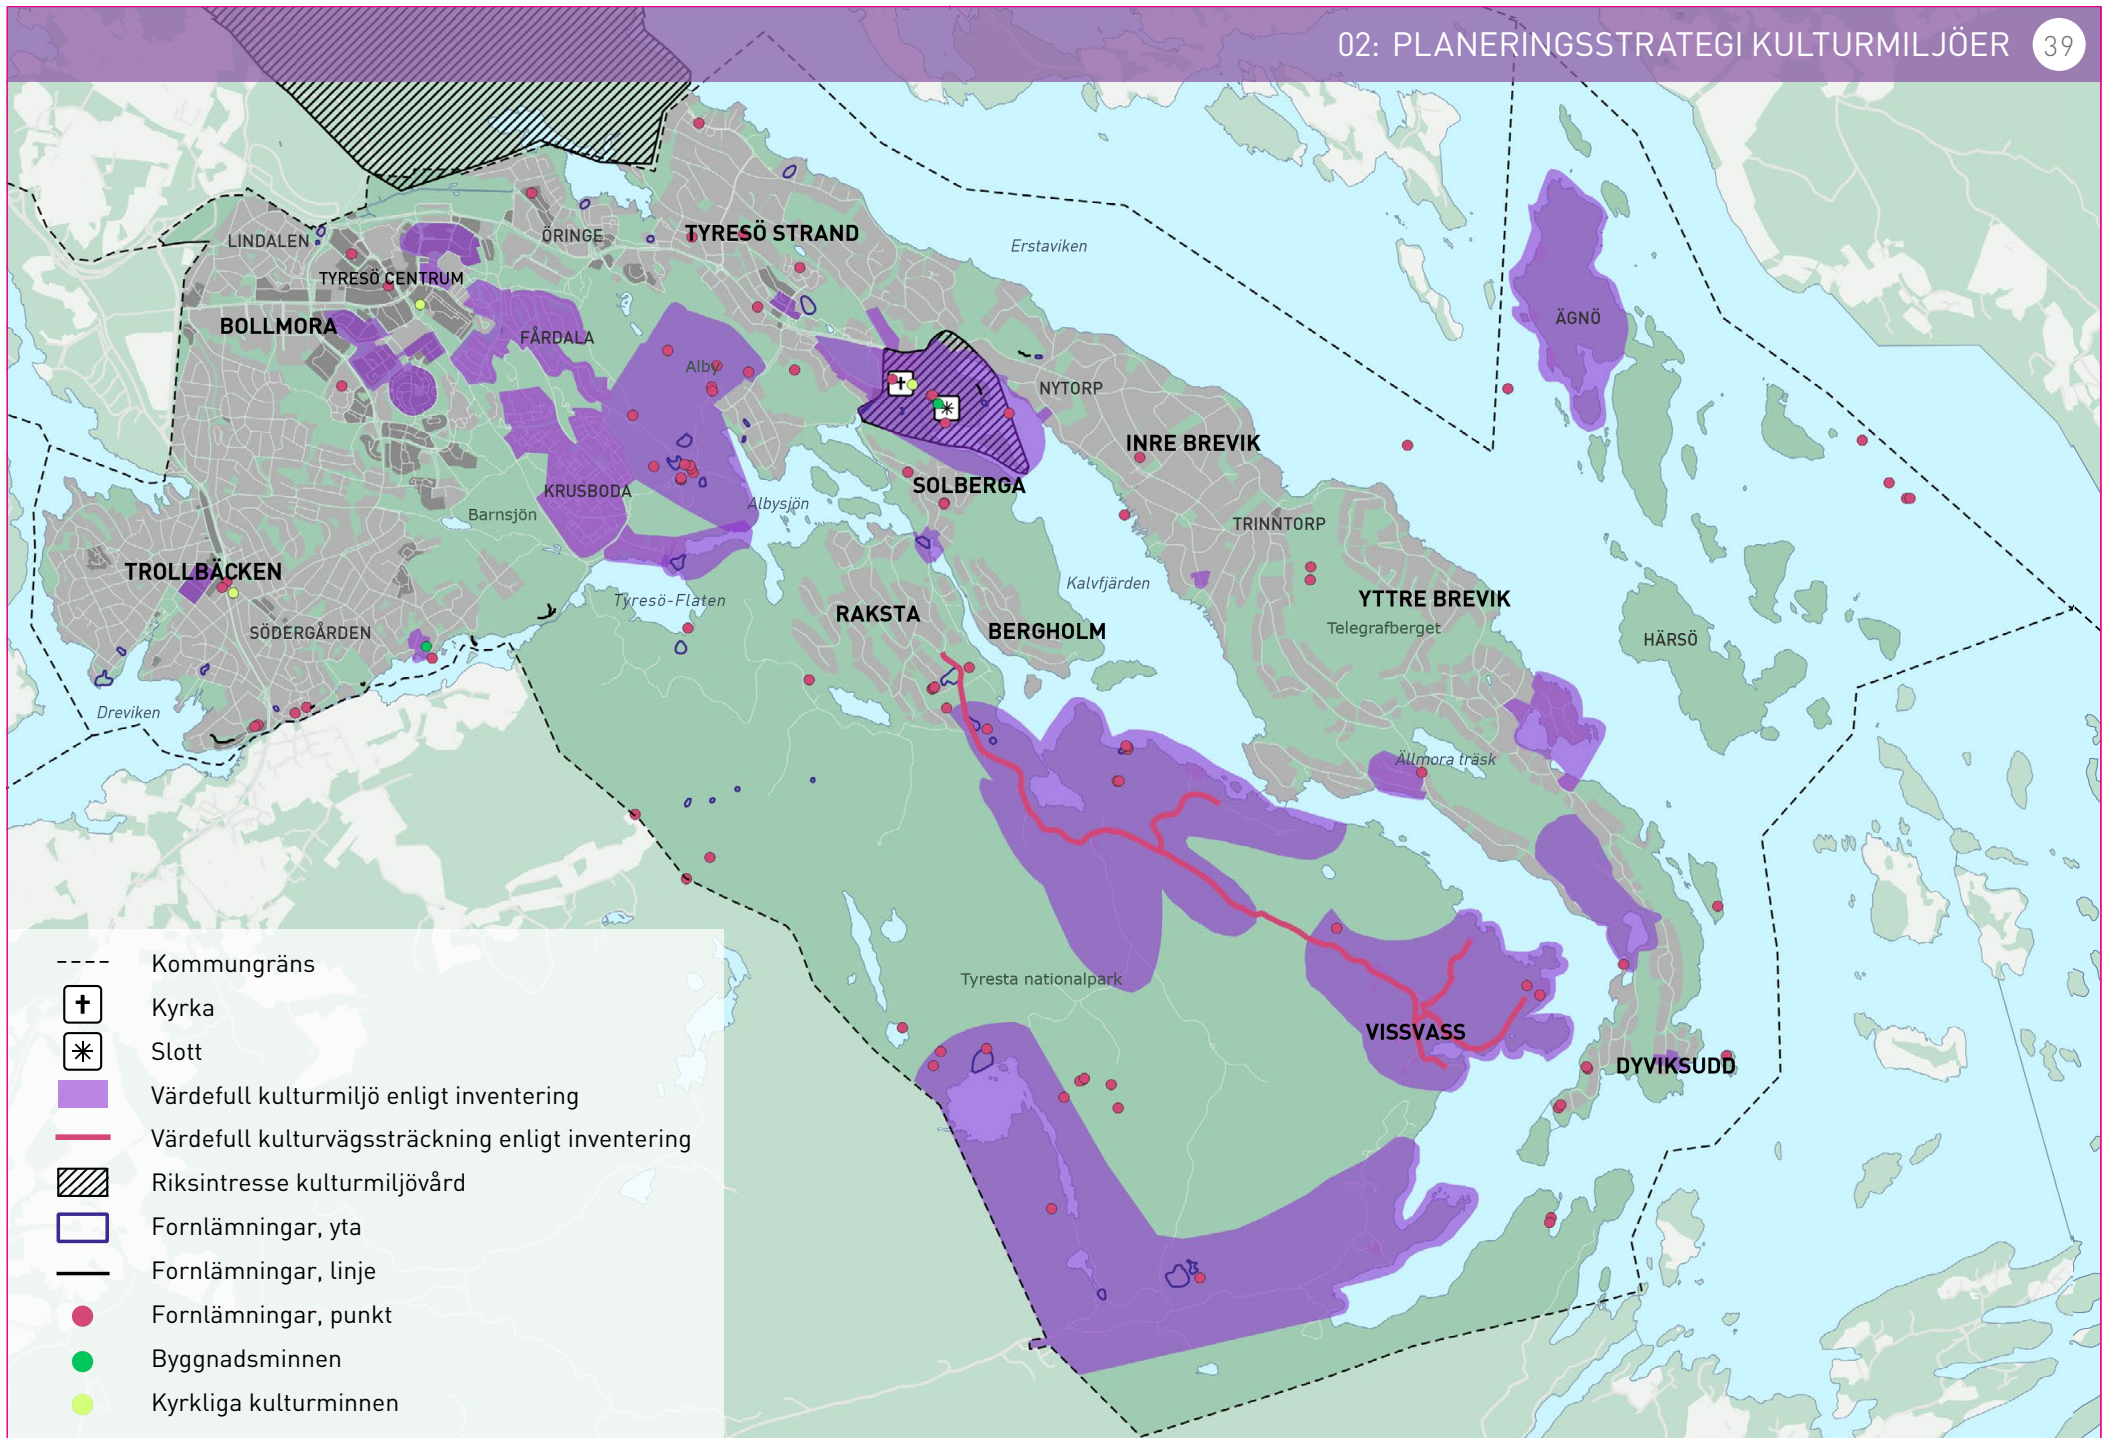 02: PLANERINGSSTRATEGI KULTURMILJÖER 39
LINDALEN
ÖRINGE
TYRESÖ STRAND
Erstaviken
TYRESÖ CENTRUM
BOLLMORA
FÅRDALA
ÄGNÖ
Alby
NYTORP
INRE BREVIK
SOLBERGA
KRUSBODA
Albysjön
Barnsjön
TRINNTORP
TROLLBÄCKEN
Kalvfjärden
Tyresö-Flaten
RAKSTA
YTTRE BREVIK
Telegrafberget
SÖDERGÅRDEN
BERGHOLM
HÄRSÖ
Dreviken
Ällmora träsk
Tyresta nationalpark
VISSVASS
DYVIKSUDD
Kommungräns
Kyrka
Slott
Värdefull kulturmiljö enligt inventering
Värdefull kulturvägssträckning enligt inventering
Riksintresse kulturmiljövård
Fornlämningar, yta
Fornlämningar, linje
Fornlämningar, punkt
Byggnadsminnen
Kyrkliga kulturminnen